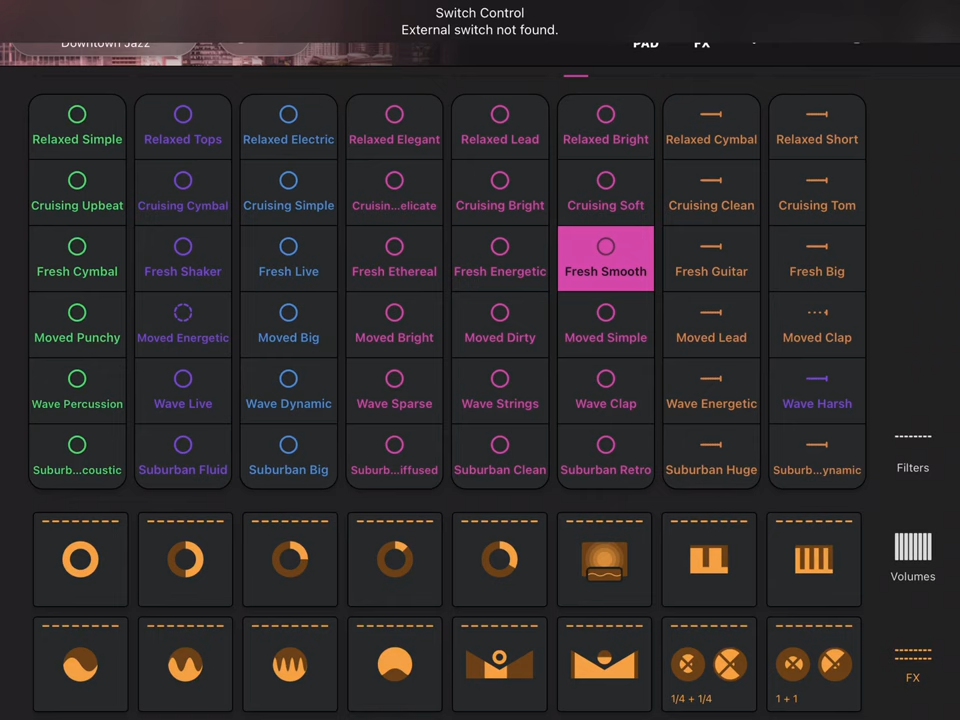 Switch Control
External switch not found.
Downtown Jazz
PAD
FX
Relaxed Simple
Relaxed Tops
Relaxed Electric
Relaxed Elegant
Relaxed Lead
Relaxed Bright
Relaxed Cymbal
Relaxed Short
Cruising Upbeat
Cruising Cymbal
Cruising Simple
Cruisin...elicate
Cruising Bright
Cruising Soft
Cruising Clean
Cruising Tom
Fresh Cymbal
Fresh Shaker
Fresh Live
Fresh Ethereal
Fresh Energetic
Fresh Smooth
Fresh Guitar
Fresh Big
Moved Punchy
Moved Energetic
Moved Big
Moved Bright
Moved Dirty
Moved Simple
Moved Lead
Moved Clap
Wave Percussion
Wave Live
Wave Dynamic
Wave Sparse
Wave Strings
Wave Clap
Wave Energetic
Wave Harsh
Suburb...coustic
Suburban Fluid
Suburban Big
Suburb...iffused
Suburban Clean
Suburban Retro
Suburban Huge
Suburb...ynamic
Filters
Volumes
FX
1/4 + 1/4
1 + 1